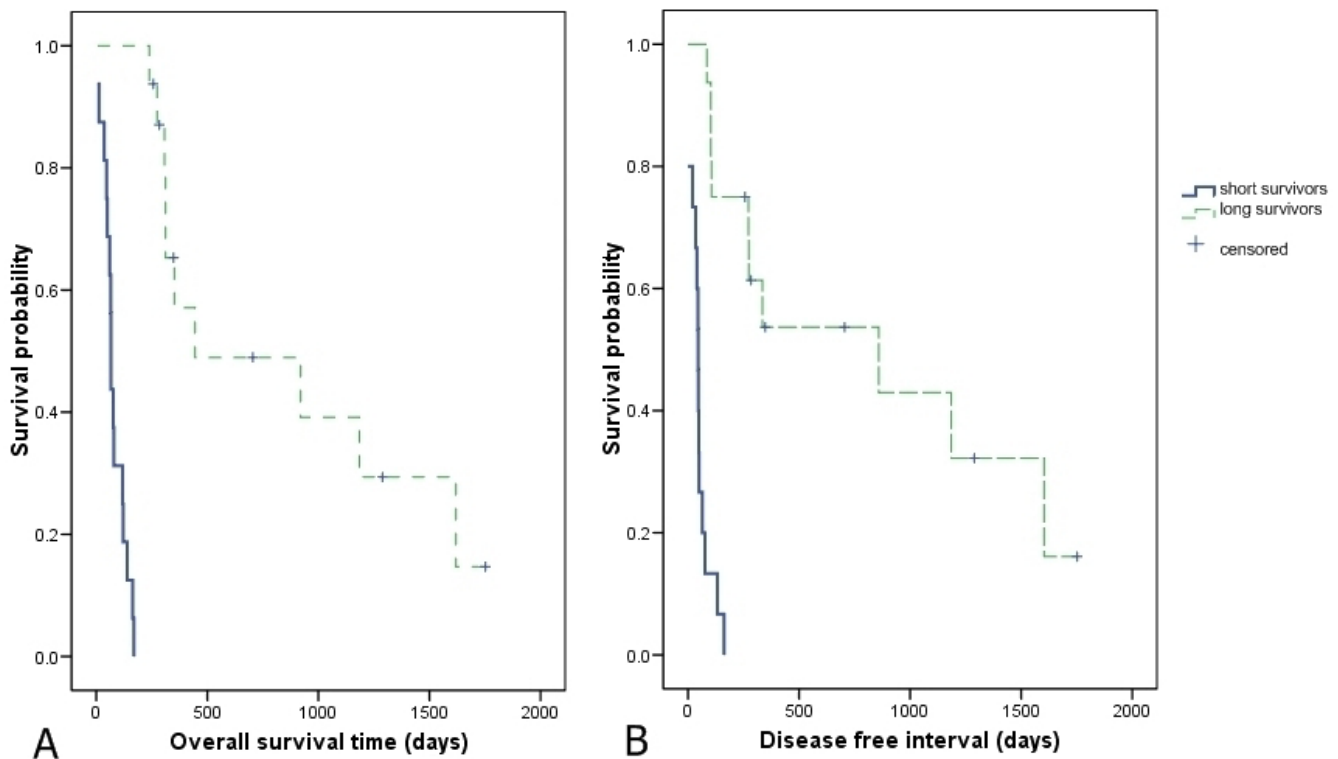 1.0
0.8
0.6
0.4
0.2
0.0
Survival probability
0 500 1000 1500 2000
Overall survival time (days)
A
1.0
0.8
0.6
0.4
0.2
0.0
Survival probability
0 500 1000 1500 2000
Disease free interval (days)
B
short survivors
long survivors
censored